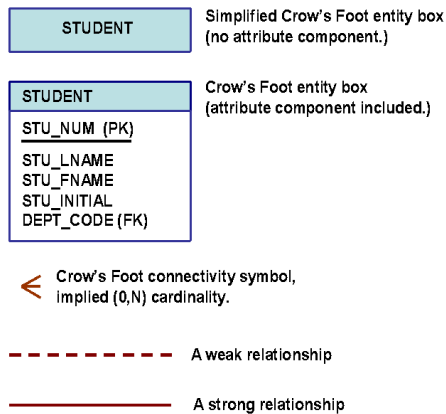 STUDENT
Simplified Crow's Foot entity box
(no attribute component.)
STUDENT
STU_NUM (PK)
STU_LNAME
STU_FNAME
STU_INITIAL
DEPT_CODE (FK)
Crow's Foot entity box
(attribute component included.)
Crow's Foot connectivity symbol,
implied (0,N) cardinality.
A weak relationship
A strong relationship